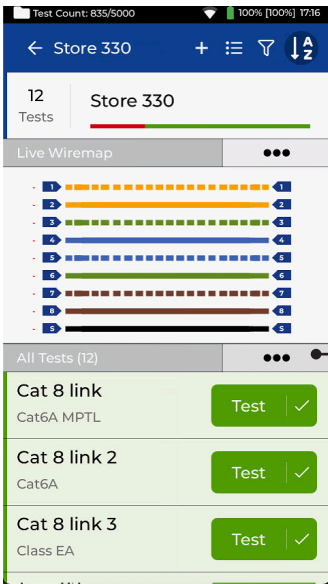 Test Count: 835/5000 100% [100%] 17:16
Store 330
A Z
12
Tests
Store 330
Live Wiremap
- 1 1
- 2 2
- 3 3
- 4 4
- 5 5
- 6 6
- 7 7
- 8 8
- S S
All Tests (12)
Cat 8 link
Cat6A MPTL
Test
Cat 8 link 2
Cat6A
Test
Cat 8 link 3
Class EA
Test